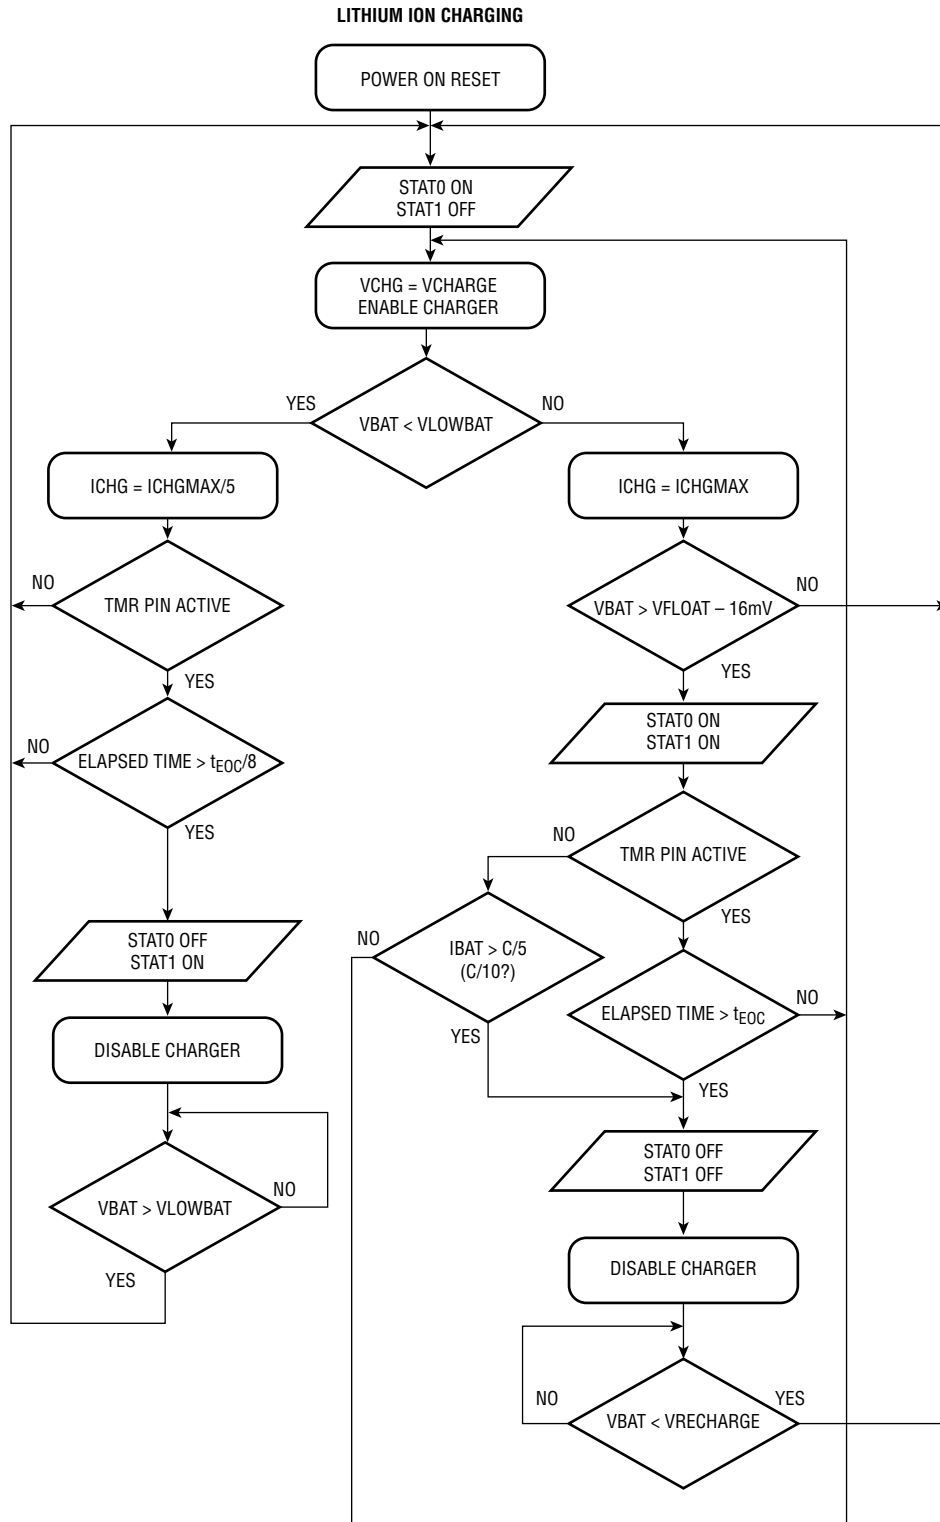 LITHIUM ION CHARGING
POWER ON RESET
STAT0 ON
STAT1 OFF
VCHG = VCHARGE
ENABLE CHARGER
YES
NO
VBAT < VLOWBAT
ICHG = ICHGMAX/5
ICHG = ICHGMAX
NO
TMR PIN ACTIVE
YES
VBAT > VFLOAT – 16mV
NO
YES
NO
ELAPSED TIME > tEOC/8
YES
STAT0 ON
STAT1 ON
NO
TMR PIN ACTIVE
YES
STAT0 OFF
STAT1 ON
NO
IBAT > C/5
(C/10?)
YES
ELAPSED TIME > tEOC
NO
YES
DISABLE CHARGER
STAT0 OFF
STAT1 OFF
VBAT > VLOWBAT
NO
YES
DISABLE CHARGER
NO
VBAT < VRECHARGE
YES